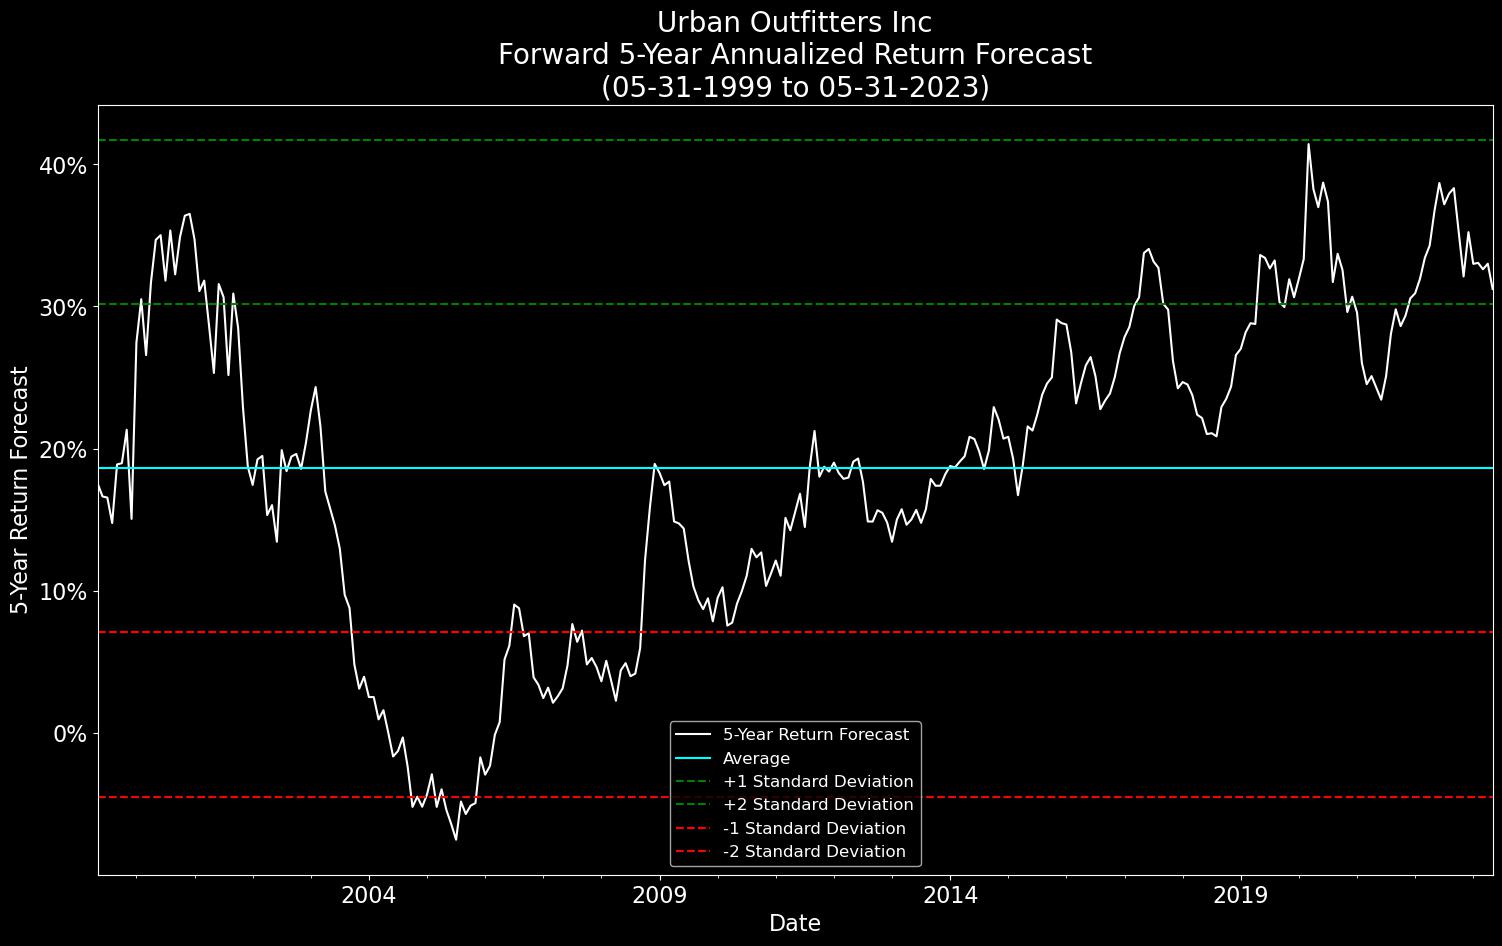 Urban Outfitters Inc
Forward 5-Year Annualized Return Forecast
(05-31-1999 to 05-31-2023)
5-Year Return Forecast
40%
30%
20%
10%
0%
5-Year Return Forecast
Average
+1 Standard Deviation
+2 Standard Deviation
-1 Standard Deviation
-2 Standard Deviation
2004 2009 2014 2019
Date